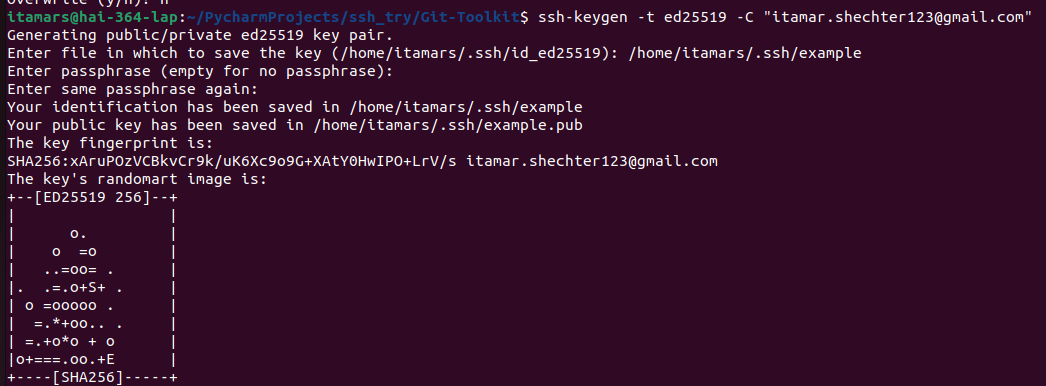 overwrite (y/n)? n
itamars@hai-364-lap:~/PycharmProjects/ssh_try/Git-Toolkit$ ssh-keygen -t ed25519 -C "itamar.shechter123@gmail.com"
Generating public/private ed25519 key pair.
Enter file in which to save the key (/home/itamars/.ssh/id_ed25519): /home/itamars/.ssh/example
Enter passphrase (empty for no passphrase):
Enter same passphrase again:
Your identification has been saved in /home/itamars/.ssh/example
Your public key has been saved in /home/itamars/.ssh/example.pub
The key fingerprint is:
SHA256:xAruPOzVCBkvCr9k/uK6Xc9o9G+XAtY0HwIPO+LrV/s itamar.shechter123@gmail.com
The key's randomart image is:
+--[ED25519 256]--+
|                 |
|      o.         |
|    o  =o        |
|   ..=oo= .      |
|.  .=.o+S+ .     |
| o =ooooo .      |
|  =.*+oo.. .     |
| =.+o*o + o      |
|o+===.oo.+E      |
+----[SHA256]-----+